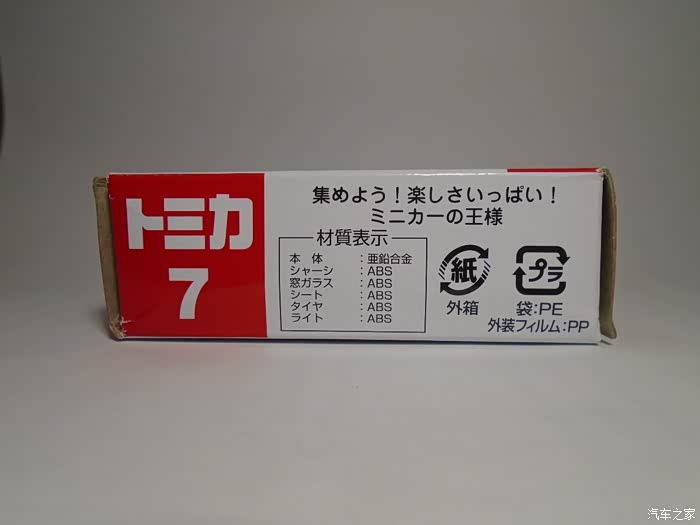 トミカ
7
集めよう！楽しさいっぱい！
ミニカーの王様
材質表示
本体：亜鉛合金
シャーシ：ABS
窓ガラス：ABS
シート：ABS
タイヤ：ABS
ライト：ABS
紙
外箱
プラ
袋：PE
外装フィルム：PP
汽车之家